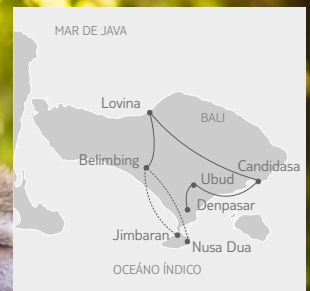 MAR DE JAVA
Lovina
BALI
Belimbing
Candidasa
Ubud
Denpasar
Jimbaran
Nusa Dua
OCEÁNO ÍNDICO